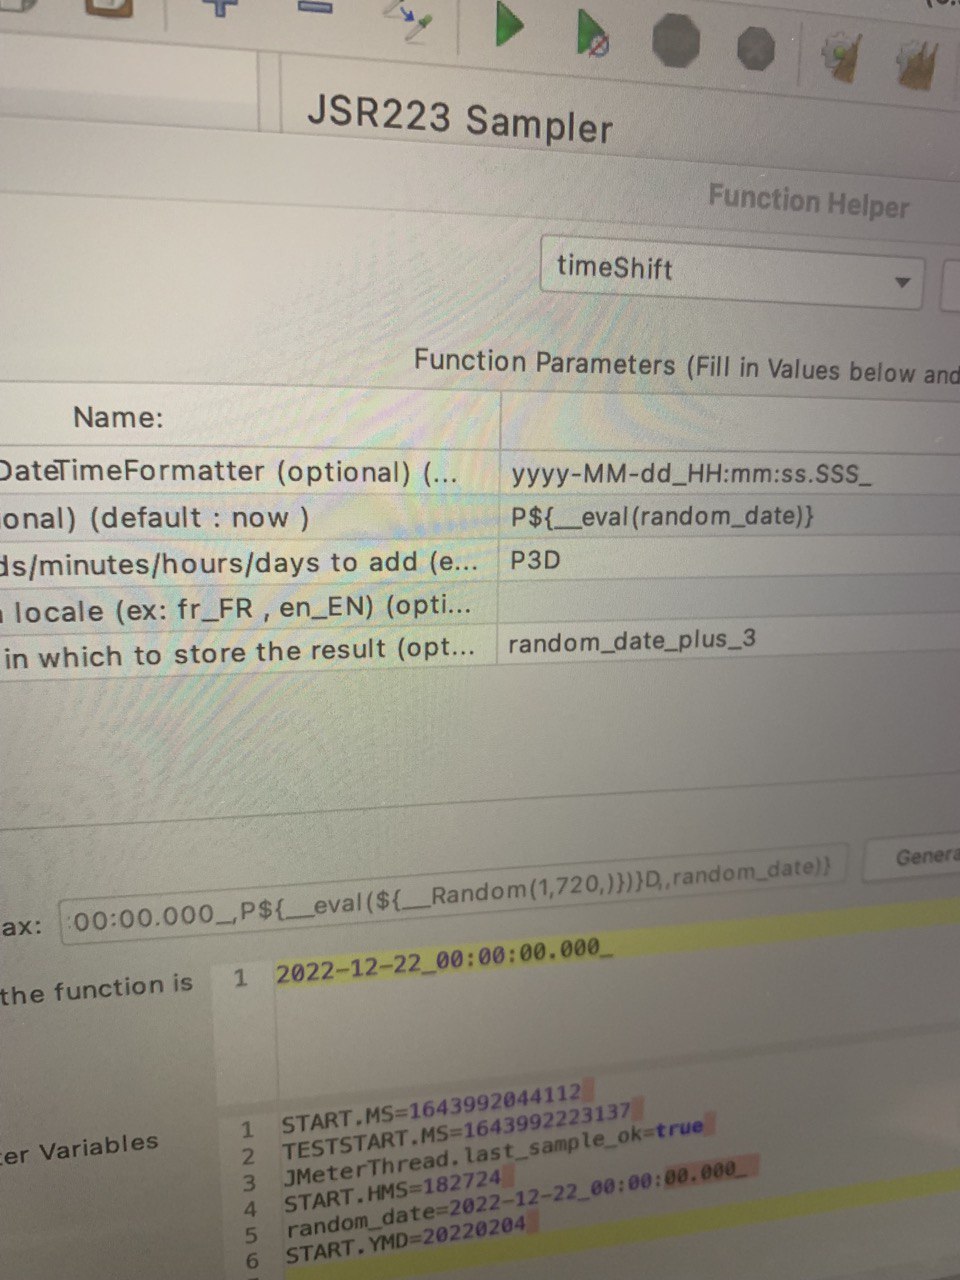 JSR223 Sampler
Function Helper
timeShift
Function Parameters (Fill in Values below and
Name:
DateTimeFormatter (optional) (... yyyy-MM-dd_HH:mm:ss.SSS_
onal) (default : now ) P${__eval(random_date)}
ds/minutes/hours/days to add (e... P3D
locale (ex: fr_FR , en_EN) (opti...
in which to store the result (opt... random_date_plus_3
ax: :00:00.000_,P${__eval(${__Random(1,720,)})}D,,random_date)} Genera
the function is 1 2022-12-22_00:00:00.000_
1 START.MS=1643992044112
ter Variables 2 TESTSTART.MS=1643992223137
3 JMeterThread.last_sample_ok=true
4 START.HMS=182724
5 random_date=2022-12-22_00:00:00.000_
6 START.YMD=20220204